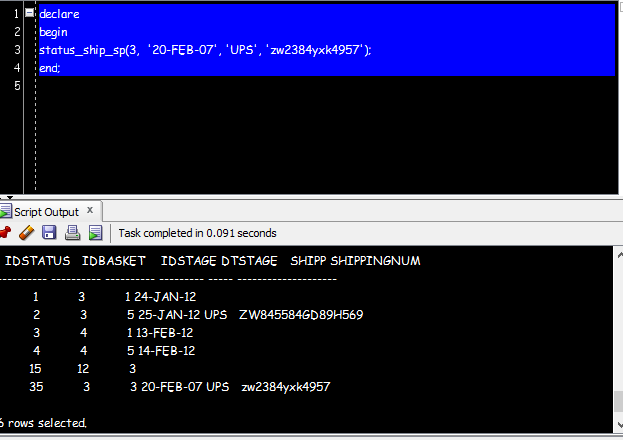 1 declare
2 begin
3 status_ship_sp(3, '20-FEB-07', 'UPS', 'zw2384yxk4957');
4 end;
5
Script Output x
Task completed in 0.091 seconds
IDSTATUS IDBASKET IDSTAGE DTSTAGE SHIPP SHIPPINGNUM
---------- ---------- ---------- --------- ----- --------------------
1 3 1 24-JAN-12
2 3 5 25-JAN-12 UPS ZW845584GD89H569
3 4 1 13-FEB-12
4 4 5 14-FEB-12
15 12 3
35 3 3 20-FEB-07 UPS zw2384yxk4957
6 rows selected.